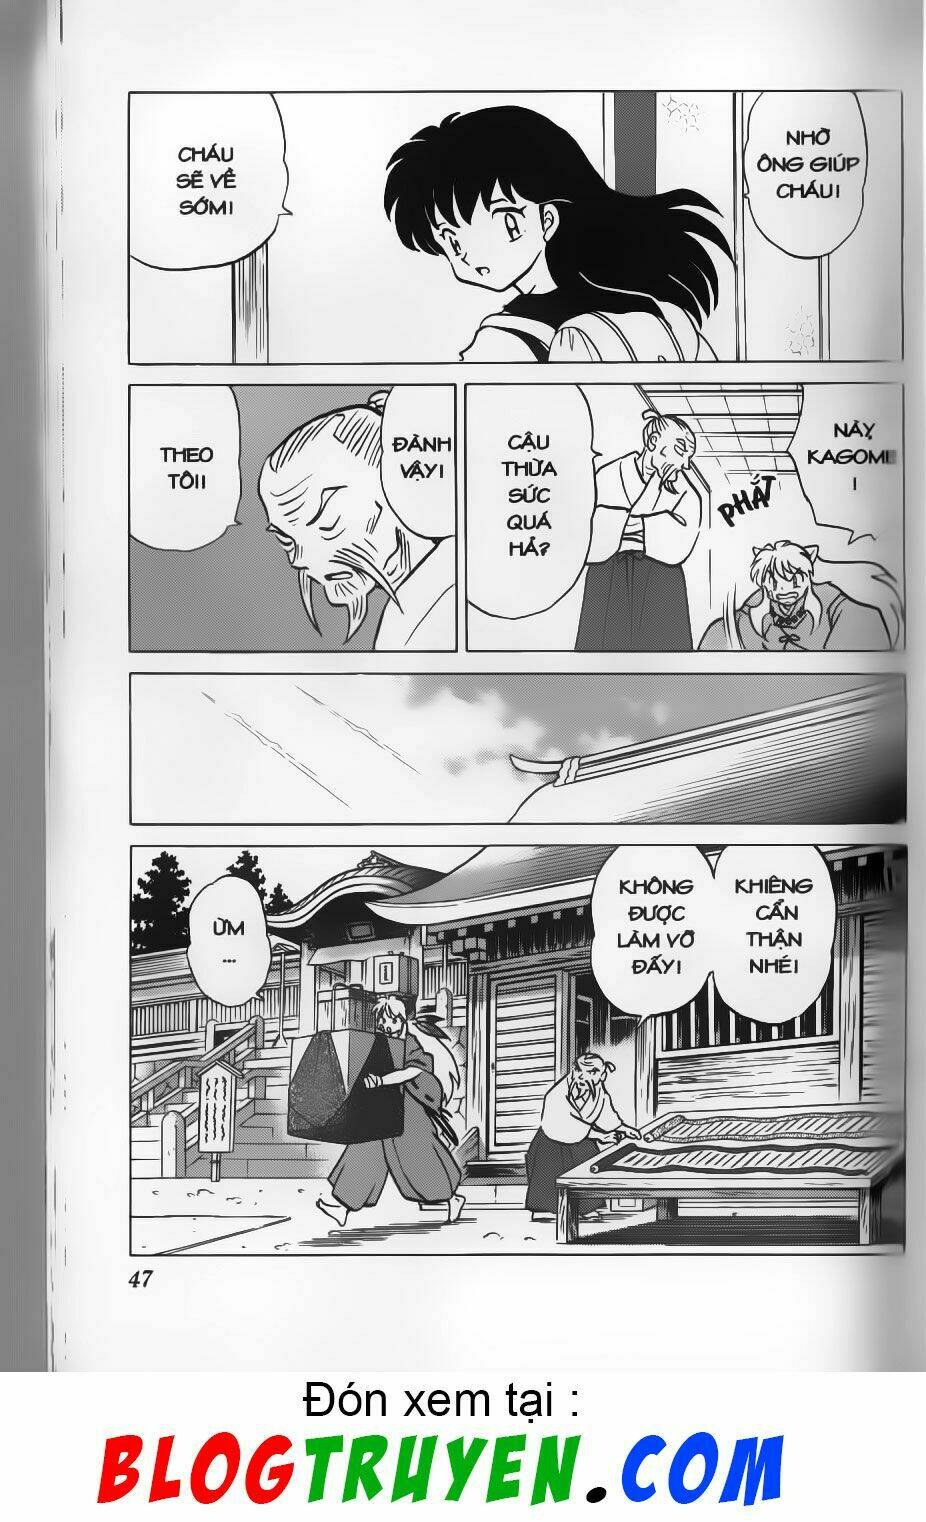 NHỜ
ÔNG GIÚP
CHÁU!
CHÁU
SẼ VỀ
SỚM!
NÀY,
KAGOME
!
PHẮT
CẬU
THỪA
SỨC
QUÁ
HẢ?
ĐÀNH
VẬY!
THEO
TÔI!
KHIÊNG
CẨN
THẬN
NHÉ!
KHÔNG
ĐƯỢC
LÀM VỠ
ĐẤY!
ỪM
...
47
Đón xem tại :
BLOGTRUYEN.COM